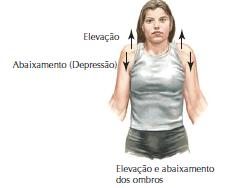 Elevação
Abaixamento (Depressão)
Elevação e abaixamento
dos ombros